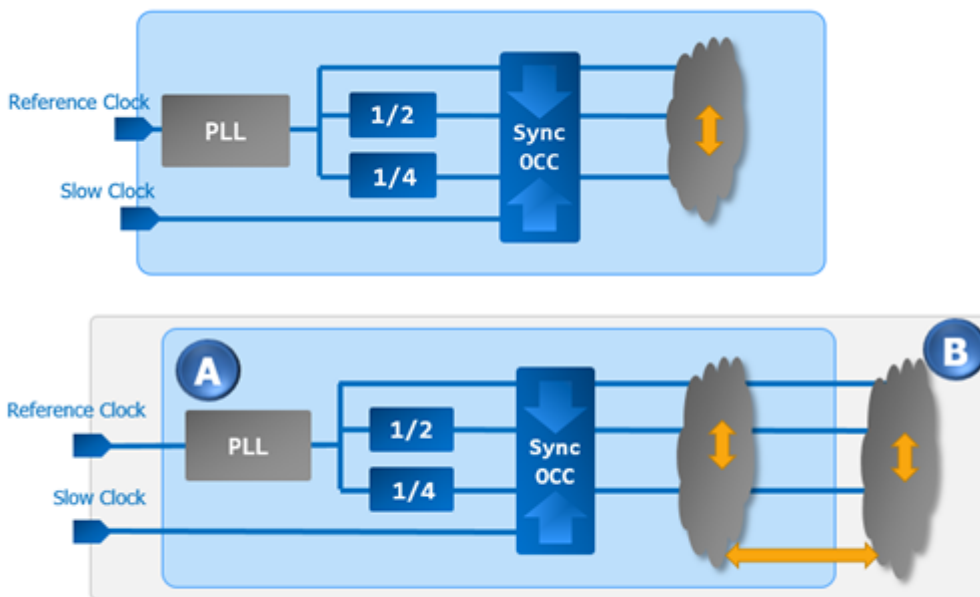 Reference Clock
PLL
1/2
1/4
Sync
OCC
Slow Clock
A
B
Reference Clock
PLL
1/2
1/4
Sync
OCC
Slow Clock